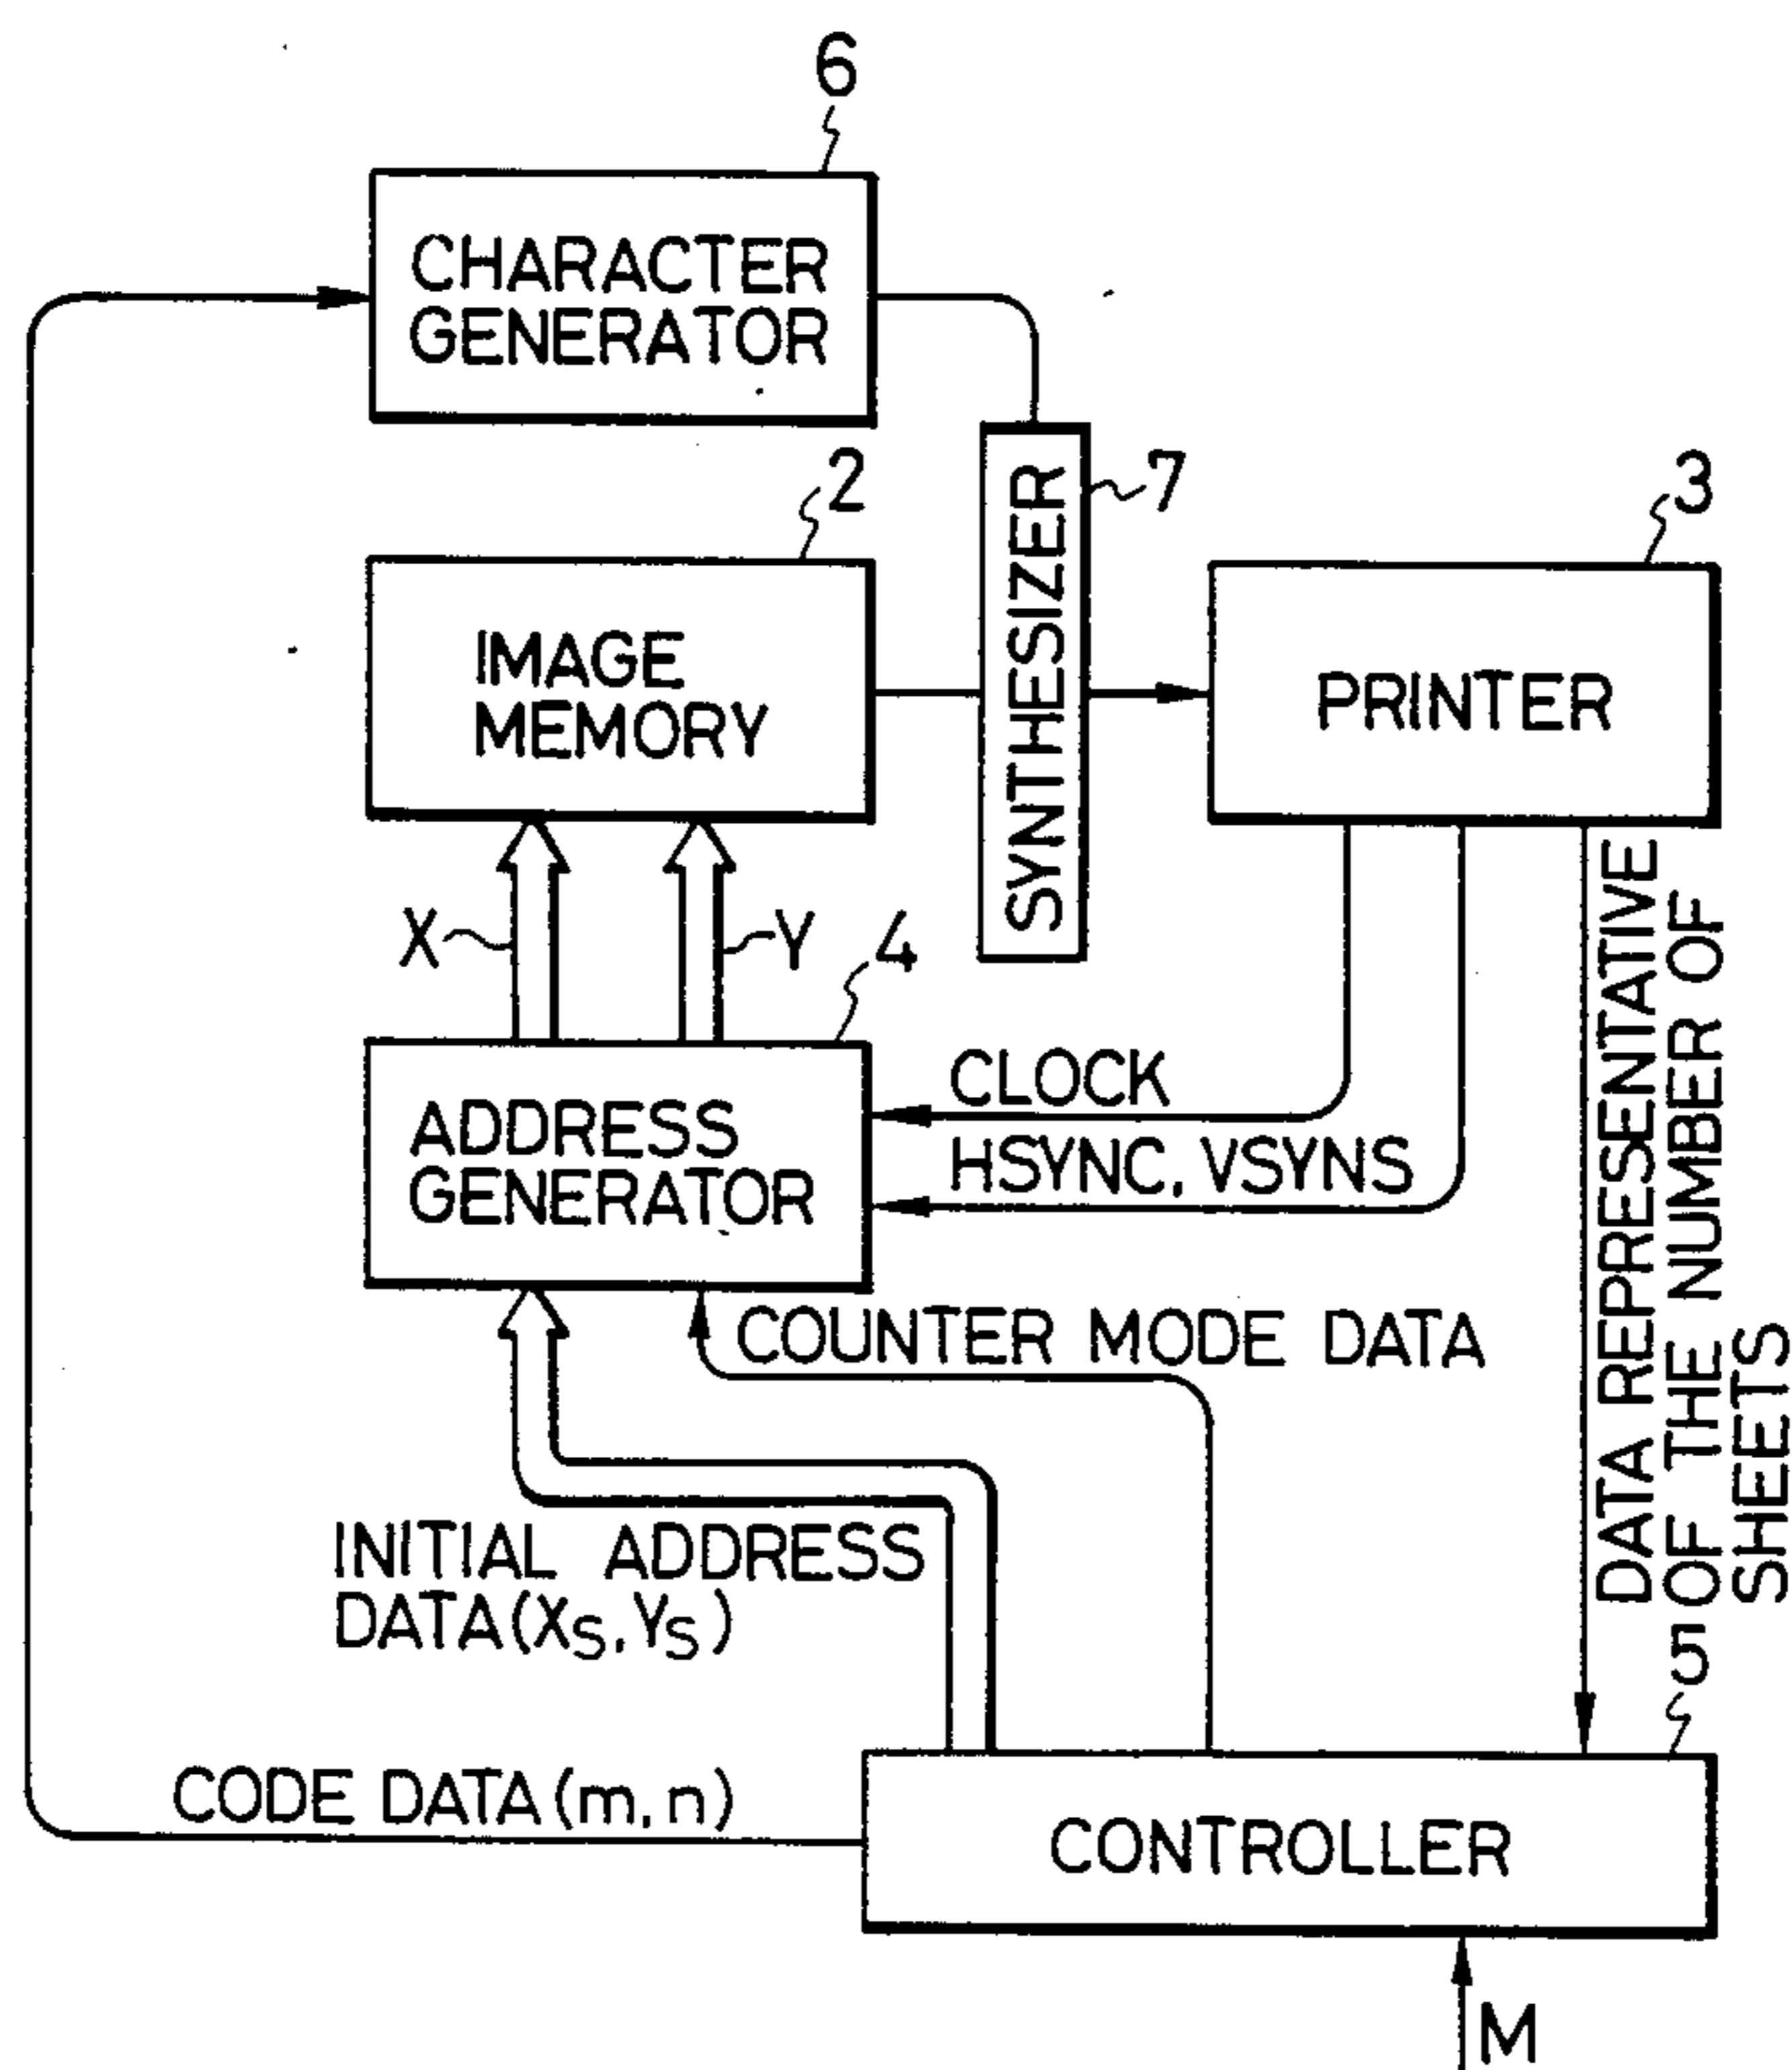 6
CHARACTER
GENERATOR
2
7
3
SYNTHESIZER
IMAGE
MEMORY
PRINTER
X
Y
4
CLOCK
HSYNC, VSYNS
ADDRESS
GENERATOR
DATA REPRESENTATIVE
OF THE NUMBER OF
SHEETS
COUNTER MODE DATA
INITIAL ADDRESS
DATA(XS,YS)
5
CODE DATA(m,n)
CONTROLLER
M